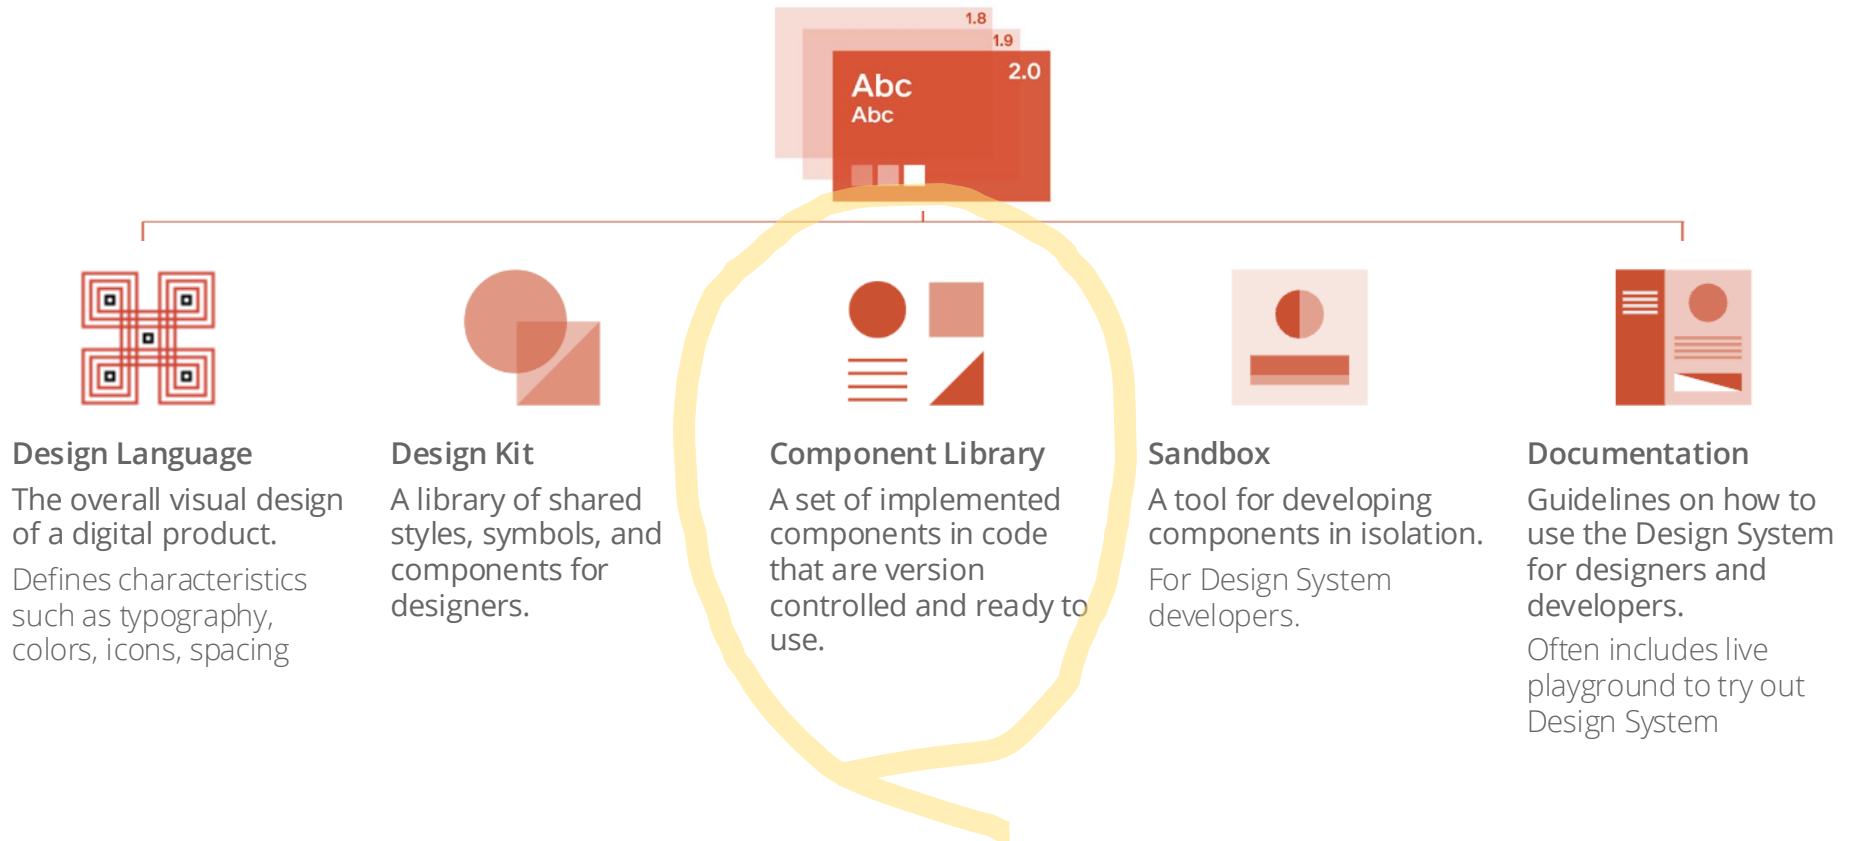 1.8
1.9
2.0
Abc
Abc
Design Language
The overall visual design
of a digital product.
Defines characteristics
such as typography,
colors, icons, spacing
Design Kit
A library of shared
styles, symbols, and
components for
designers.
Component Library
A set of implemented
components in code
that are version
controlled and ready to
use.
Sandbox
A tool for developing
components in isolation.
For Design System
developers.
Documentation
Guidelines on how to
use the Design System
for designers and
developers.
Often includes live
playground to try out
Design System